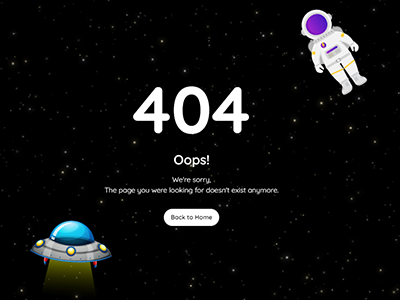 404
Oops!
We're sorry,
The page you were looking for doesn't exist anymore.
Back to Home